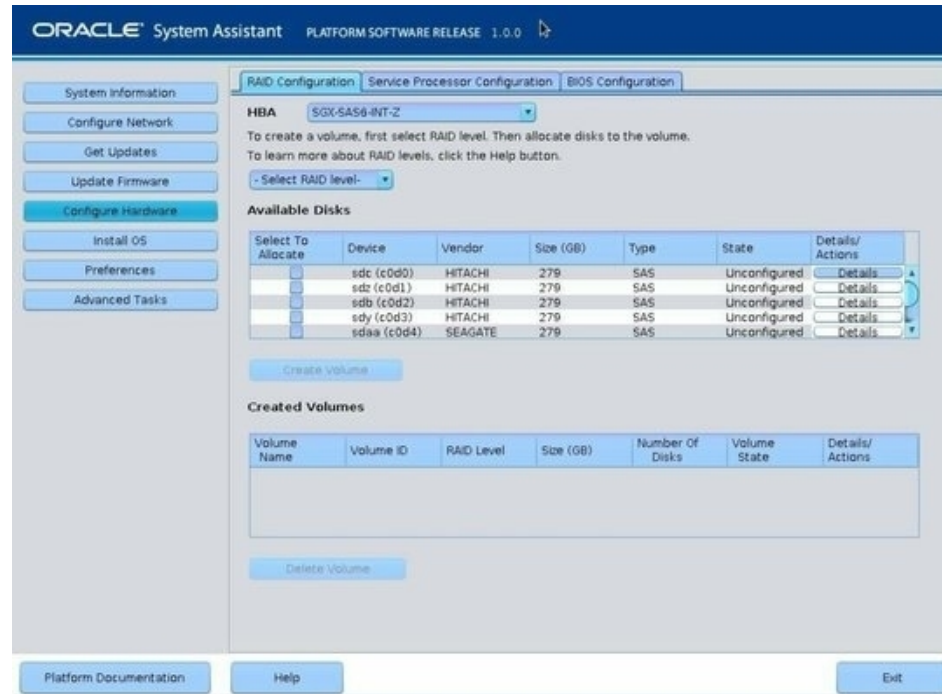 ORACLE System Assistant PLATFORM SOFTWARE RELEASE 1.0.0
System Information
Configure Network
Get Updates
Update Firmware
Configure Hardware
Install OS
Preferences
Advanced Tasks
RAID Configuration Service Processor Configuration BIOS Configuration
HBA SGX-SAS6-INT-Z
To create a volume, first select RAID level. Then allocate disks to the volume.
To learn more about RAID levels, click the Help button.
- Select RAID level-
Available Disks
Select To Allocate Device Vendor Size (GB) Type State Details/ Actions
sdc (c0d0) HITACHI 279 SAS Unconfigured Details
sdz (c0d1) HITACHI 279 SAS Unconfigured Details
sdb (c0d2) HITACHI 279 SAS Unconfigured Details
sdy (c0d3) HITACHI 279 SAS Unconfigured Details
sdaa (c0d4) SEAGATE 279 SAS Unconfigured Details
Create Volume
Created Volumes
Volume Name Volume ID RAID Level Size (GB) Number Of Disks Volume State Details/ Actions
Delete Volume
Platform Documentation Help Exit